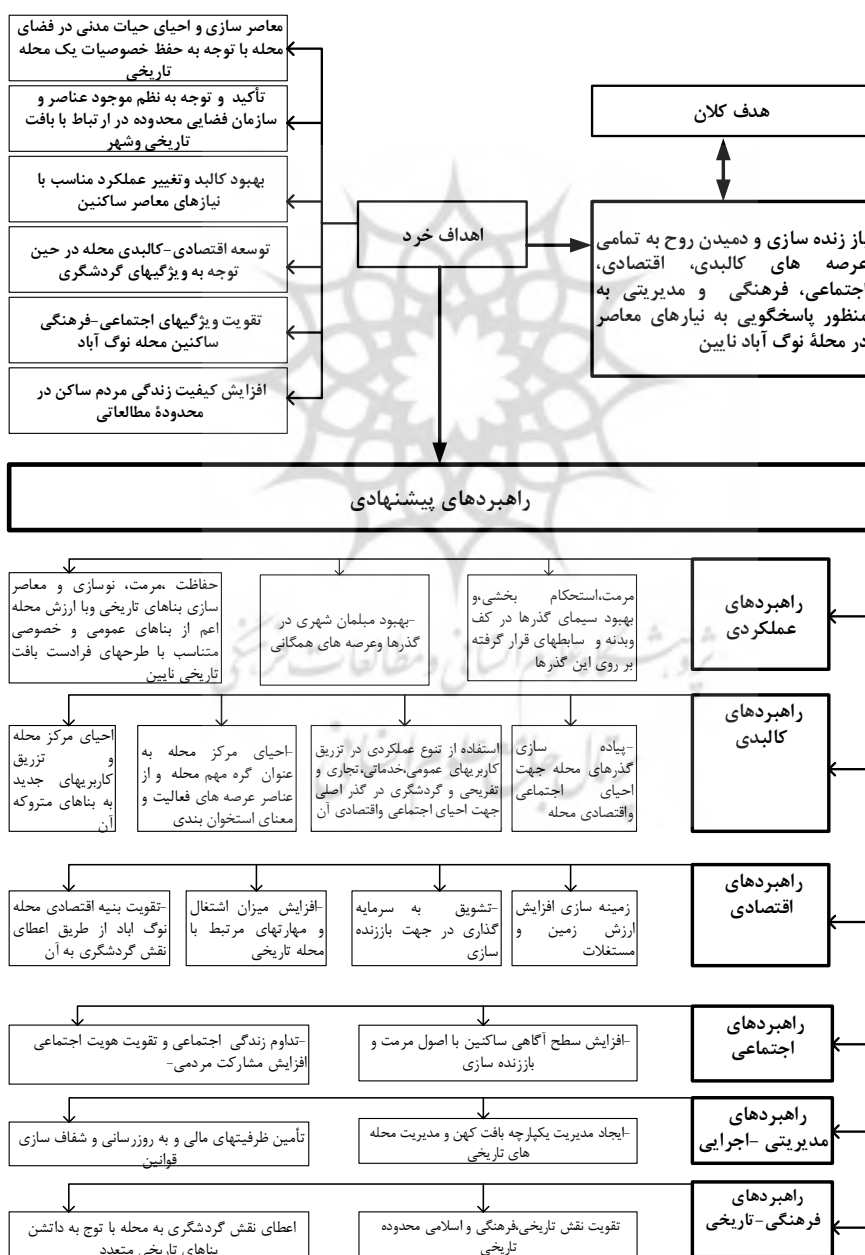 هدف کلان
باز زنده سازی و دمیدن روح به تمامی
عرصه های کالبدی، اقتصادی،
اجتماعی، فرهنگی و مدیریتی به
منظور پاسخگویی به نیازهای معاصر
در محلۀ نوگ آباد نایین
اهداف خرد
معاصر سازی و احیای حیات مدنی در فضای
محله با توجه به حفظ خصوصیات یک محله
تاریخی
تأکید و توجه به نظم موجود عناصر و
سازمان فضایی محدوده در ارتباط با بافت
تاریخی وشهر
بهبود کالبد وتغییر عملکرد مناسب با
نیازهای معاصر ساکنین
توسعه اقتصادی-کالبدی محله در حین
توجه به ویژگیهای گردشگری
تقویت ویژگیهای اجتماعی-فرهنگی
ساکنین محله نوگ آباد
افزایش کیفیت زندگی مردم ساکن در
محدودۀ مطالعاتی
راهبردهای پیشنهادی
راهبردهای
عملکردی
مرمت،استحکام بخشی،و
بهبود سیمای گذرها در کف
وبدنه و سابطهای قرار گرفته
بر روی این گذرها
-بهبود مبلمان شهری در
گذرها وعرصه های همگانی
حفاظت ،مرمت، نوسازی و معاصر
سازی بناهای تاریخی وبا ارزش محله
اعم از بناهای عمومی و خصوصی
متناسب با طرحهای فرادست بافت
تاریخی نایین
راهبردهای
کالبدی
-پیاده سازی
گذرهای محله جهت
احیای اجتماعی
واقتصادی محله
استفاده از تنوع عملکردی در تزریق
کاربریهای عمومی،خدماتی،تجاری و
تفریحی و گردشگری در گذر اصلی
جهت احیای اجتماعی واقتصادی آن
-احیای مرکز محله به
عنوان گره مهم محله و از
عناصر عرصه های فعالیت و
معنای استخوان بندی
احیای مرکز محله
و تزریق
کاربریهای جدید
به بناهای متروکه
آن
راهبردهای
اقتصادی
زمینه سازی افزایش
ارزش زمین و
مستغلات
-تشویق به سرمایه
گذاری در جهت باززنده
سازی
-افزایش میزان اشتغال
و مهارتهای مرتبط با
محله تاریخی
-تقویت بنیه اقتصادی محله
نوگ اباد از طریق اعطای
نقش گردشگری به آن
راهبردهای
اجتماعی
-افزایش سطح آگاهی ساکنین با اصول مرمت و
باززنده سازی
-تداوم زندگی اجتماعی و تقویت هویت اجتماعی
افزایش مشارکت مردمی-
راهبردهای
مدیریتی -اجرایی
-ایجاد مدیریت یکپارچه بافت کهن و مدیریت محله
های تاریخی
تأمین ظرفیتهای مالی و به روزرسانی و شفاف سازی
قوانین
راهبردهای
فرهنگی-تاریخی
تقویت نقش تاریخی،فرهنگی و اسلامی محدوده
تاریخی
اعطای نقش گردشگری به محله با توج به داتشن
بناهای تاریخی متعدد
پژوهشگاه علوم انسانی و مطالعات فرهنگی
پرتال جامع علوم انسانی